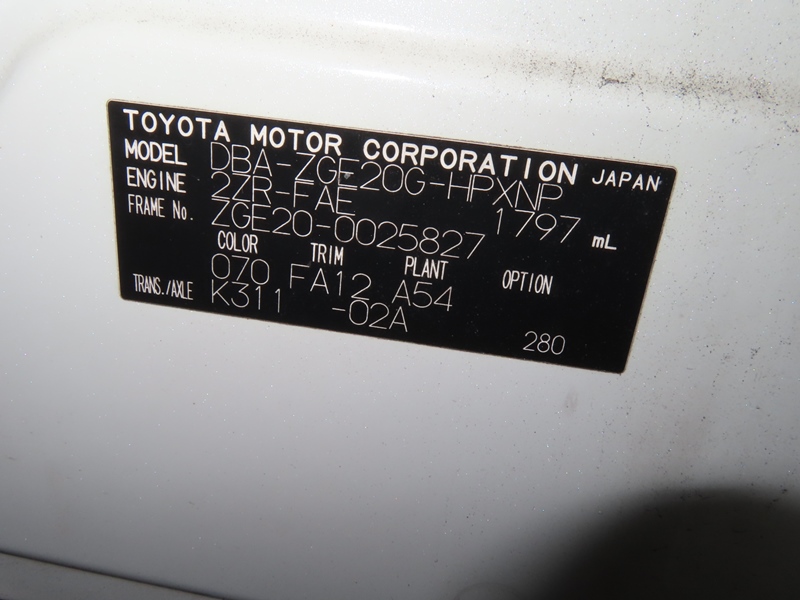 TOYOTA MOTOR CORPORATION JAPAN
MODEL DBA-ZGE20G-HPXNP
ENGINE 2ZR-FAE 1797 mL
FRAME No. ZGE20-0025827
COLOR TRIM PLANT OPTION
070 FA12 A54
TRANS./AXLE K311 -02A
280